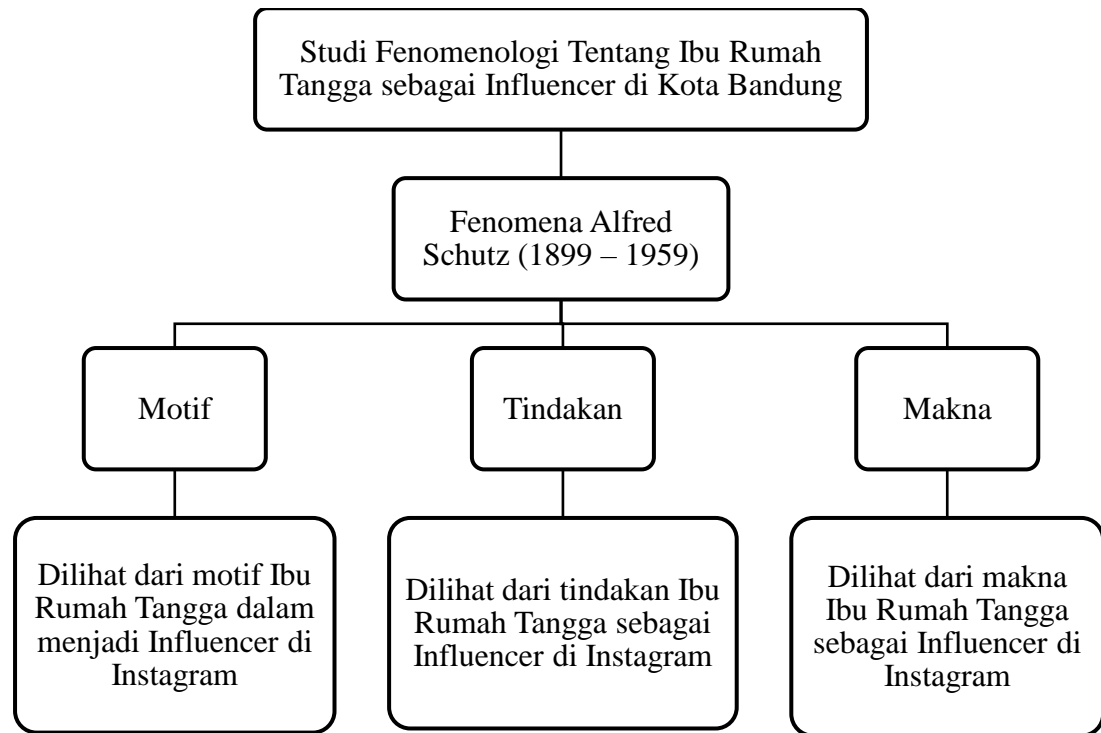 Studi Fenomenologi Tentang Ibu Rumah
Tangga sebagai Influencer di Kota Bandung
Fenomena Alfred
Schutz (1899 – 1959)
Motif
Tindakan
Makna
Dilihat dari motif Ibu
Rumah Tangga dalam
menjadi Influencer di
Instagram
Dilihat dari tindakan Ibu
Rumah Tangga sebagai
Influencer di Instagram
Dilihat dari makna
Ibu Rumah Tangga
sebagai Influencer di
Instagram